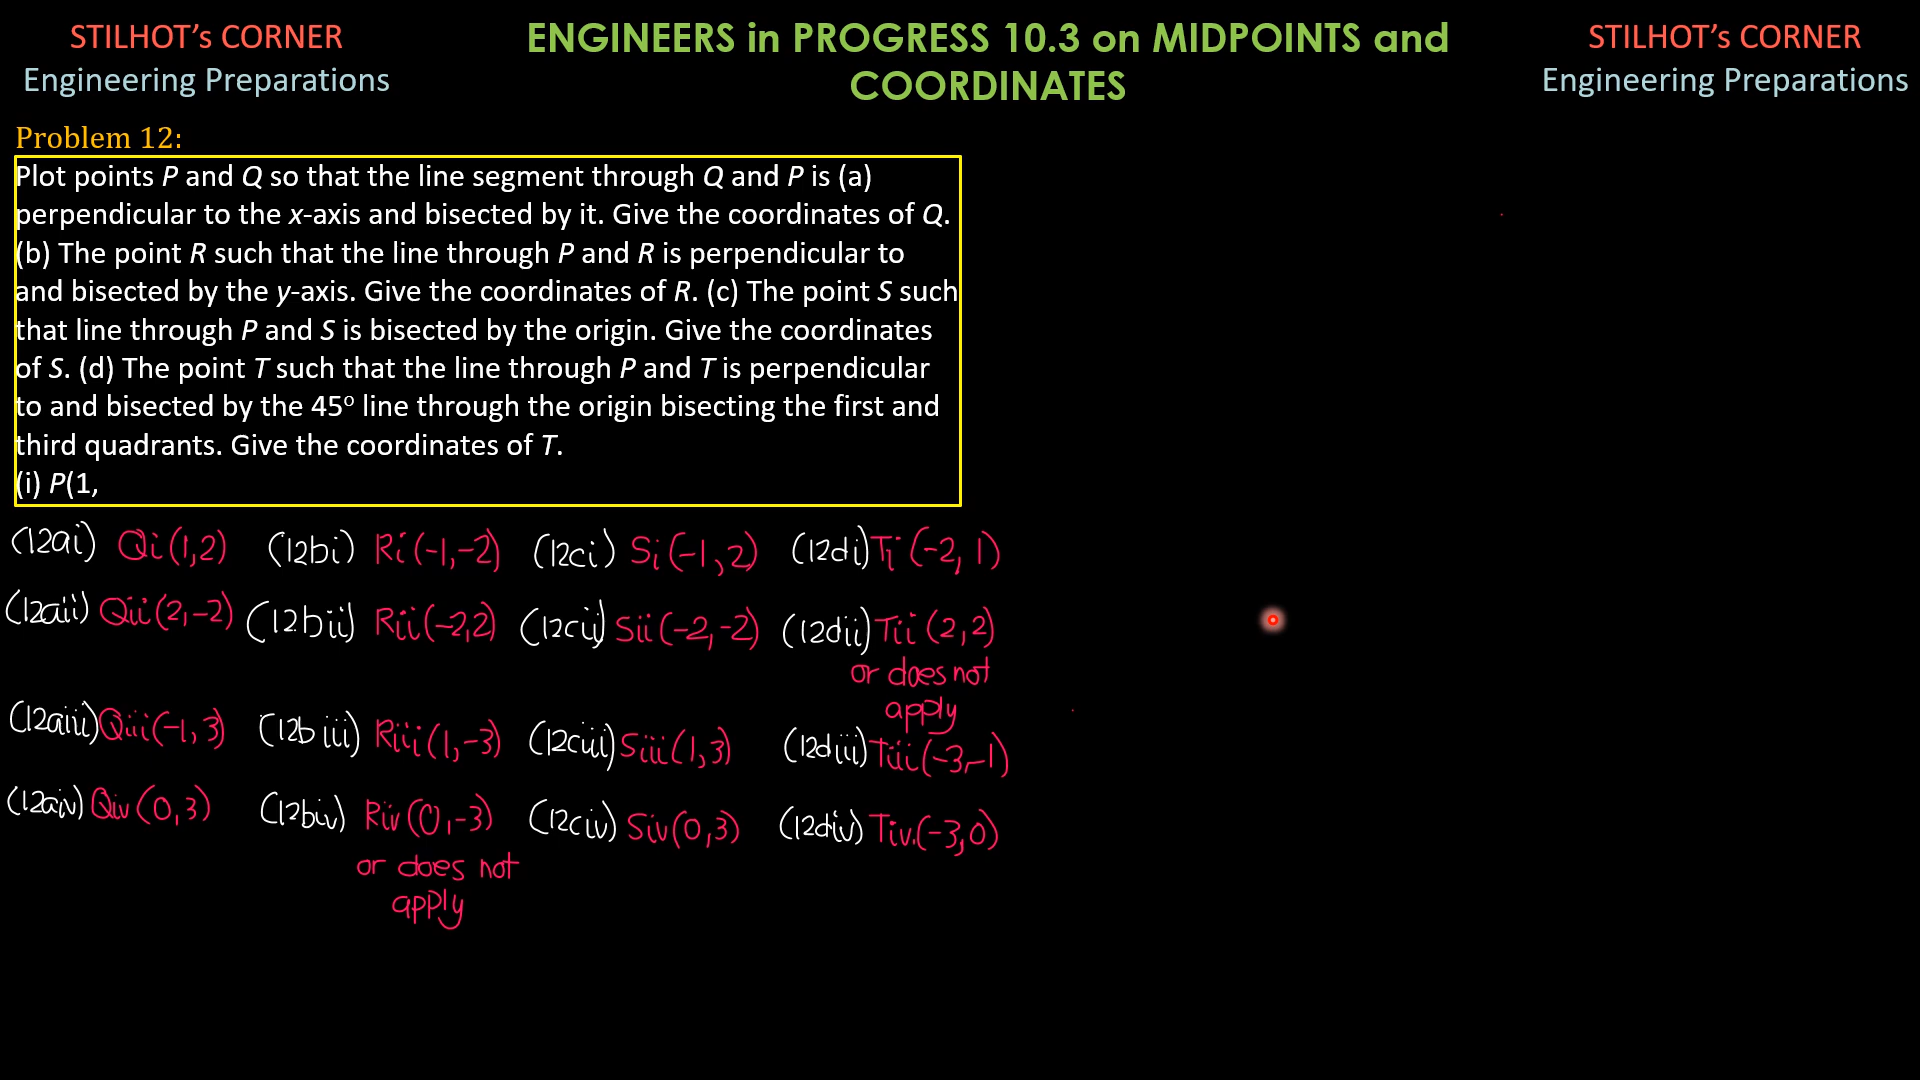 STILHOT's CORNER
Engineering Preparations
ENGINEERS in PROGRESS 10.3 on MIDPOINTS and
COORDINATES
STILHOT's CORNER
Engineering Preparations
Problem 12:
Plot points P and Q so that the line segment through Q and P is (a)
perpendicular to the x-axis and bisected by it. Give the coordinates of Q.
(b) The point R such that the line through P and R is perpendicular to
and bisected by the y-axis. Give the coordinates of R. (c) The point S such
that line through P and S is bisected by the origin. Give the coordinates
of S. (d) The point T such that the line through P and T is perpendicular
to and bisected by the 45º line through the origin bisecting the first and
third quadrants. Give the coordinates of T.
(i) P(1,
(12ai) Qi(1,2) (12bi) Ri(-1,-2) (12ci) Si(-1,2) (12di) Ti(-2,1)
(12aii) Qii(2,-2) (12bii) Rii(-2,2) (12cii) Sii(-2,-2) (12dii) Tii(2,2)
or does not
apply
(12aiii) Qiii(-1,3) (12biii) Riii(1,-3) (12ciii) Siii(1,3) (12diii) Tiii(-3,-1)
(12aiv) Qiv(0,3) (12biv) Riv(0,-3) (12civ) Siv(0,3) (12div) Tiv.(-3,0)
or does not
apply